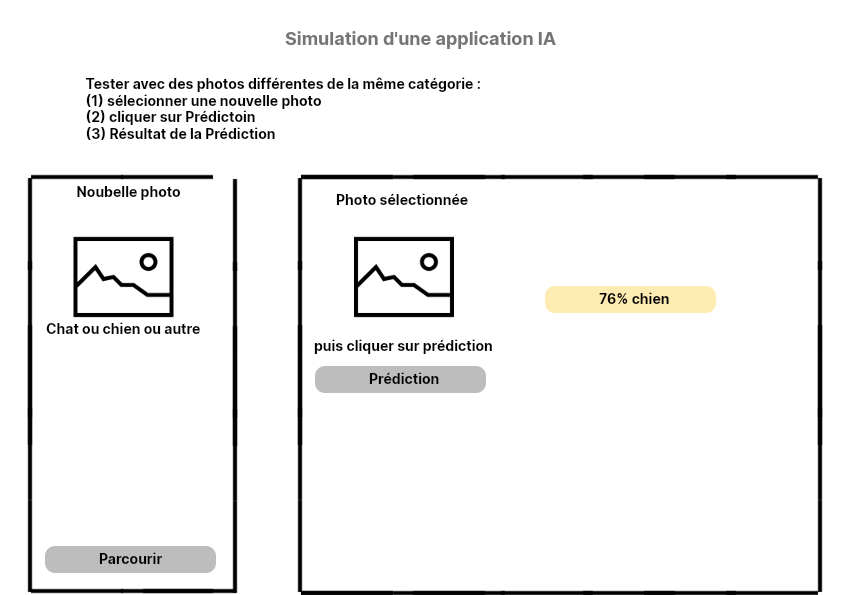 Simulation d'une application IA
Tester avec des photos différentes de la même catégorie :
(1) sélecionner une nouvelle photo
(2) cliquer sur Prédictoin
(3) Résultat de la Prédiction
Noubelle photo
Chat ou chien ou autre
Parcourir
Photo sélectionnée
puis cliquer sur prédiction
Prédiction
76% chien